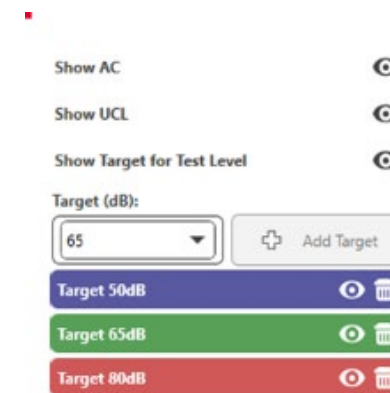 Show AC
Show UCL
Show Target for Test Level
Target (dB):
65 Add Target
Target 50dB
Target 65dB
Target 80dB